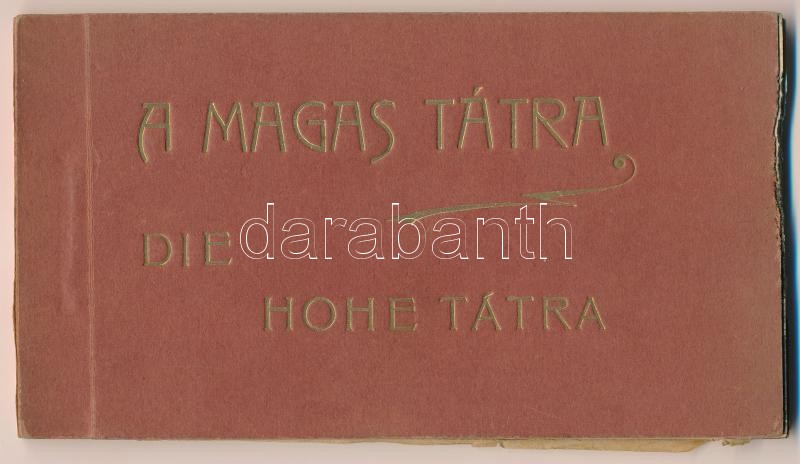 A MAGAS TÁTRA
DIE
darabanth
HOHE TÁTRA